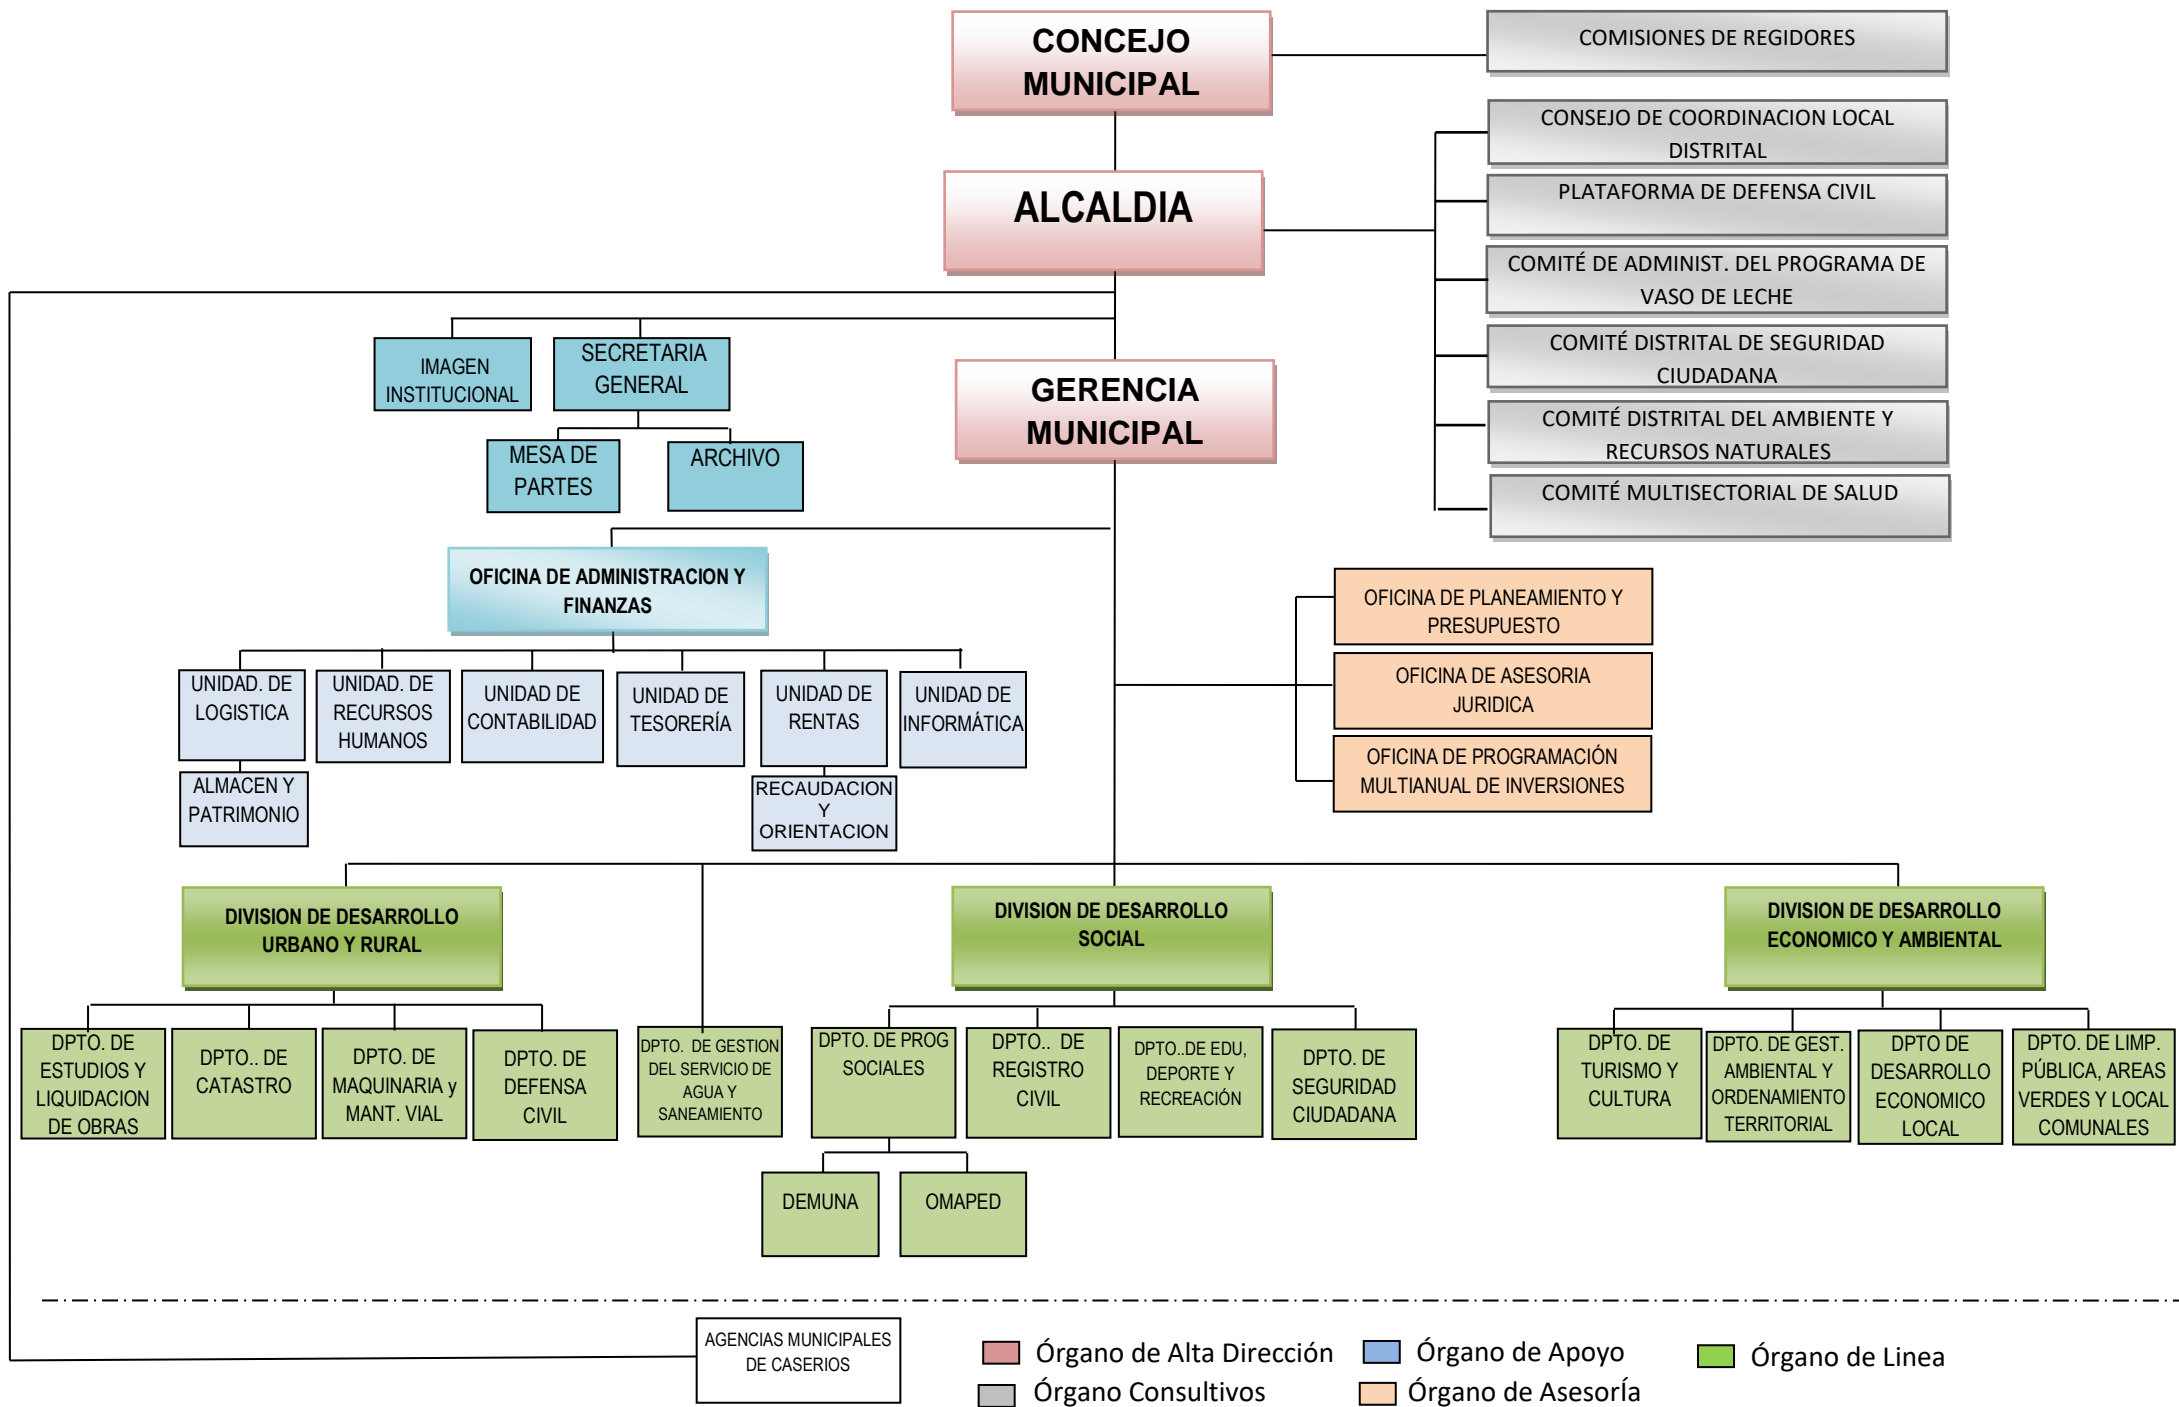 CONCEJO
MUNICIPAL
COMISIONES DE REGIDORES
ALCALDIA
CONSEJO DE COORDINACION LOCAL
DISTRITAL
PLATAFORMA DE DEFENSA CIVIL
COMITÉ DE ADMINIST. DEL PROGRAMA DE
VASO DE LECHE
COMITÉ DISTRITAL DE SEGURIDAD
CIUDADANA
COMITÉ DISTRITAL DEL AMBIENTE Y
RECURSOS NATURALES
COMITÉ MULTISECTORIAL DE SALUD
IMAGEN
INSTITUCIONAL
SECRETARIA
GENERAL
MESA DE
PARTES
ARCHIVO
GERENCIA
MUNICIPAL
OFICINA DE ADMINISTRACION Y
FINANZAS
UNIDAD. DE
LOGISTICA
UNIDAD. DE
RECURSOS
HUMANOS
UNIDAD DE
CONTABILIDAD
UNIDAD DE
TESORERÍA
UNIDAD DE
RENTAS
UNIDAD DE
INFORMÁTICA
ALMACEN Y
PATRIMONIO
RECAUDACION
Y
ORIENTACION
OFICINA DE PLANEAMIENTO Y
PRESUPUESTO
OFICINA DE ASESORIA
JURIDICA
OFICINA DE PROGRAMACIÓN
MULTIANUAL DE INVERSIONES
DIVISION DE DESARROLLO
URBANO Y RURAL
DIVISION DE DESARROLLO
SOCIAL
DIVISION DE DESARROLLO
ECONOMICO Y AMBIENTAL
DPTO. DE
ESTUDIOS Y
LIQUIDACION
DE OBRAS
DPTO.. DE
CATASTRO
DPTO. DE
MAQUINARIA y
MANT. VIAL
DPTO. DE
DEFENSA
CIVIL
DPTO. DE GESTION
DEL SERVICIO DE
AGUA Y
SANEAMIENTO
DPTO. DE PROG
SOCIALES
DPTO.. DE
REGISTRO
CIVIL
DPTO..DE EDU,
DEPORTE Y
RECREACIÓN
DPTO. DE
SEGURIDAD
CIUDADANA
DPTO. DE
TURISMO Y
CULTURA
DPTO. DE GEST.
AMBIENTAL Y
ORDENAMIENTO
TERRITORIAL
DPTO DE
DESARROLLO
ECONOMICO
LOCAL
DPTO. DE LIMP.
PÚBLICA, AREAS
VERDES Y LOCAL
COMUNALES
DEMUNA
OMAPED
AGENCIAS MUNICIPALES
DE CASERIOS
Órgano de Alta Dirección
Órgano de Apoyo
Órgano de Linea
Órgano Consultivos
Órgano de Asesoría